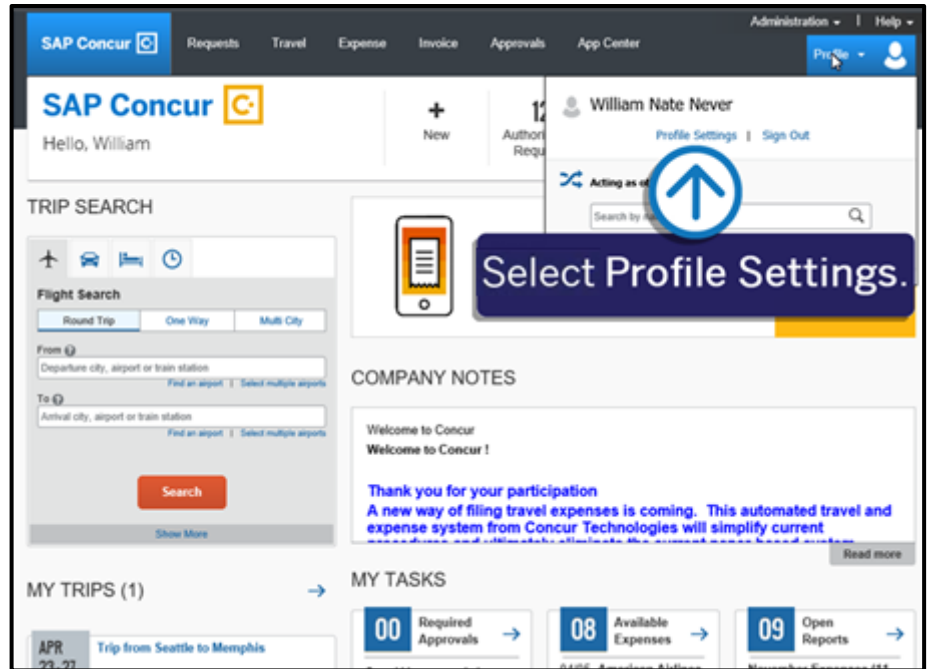 Administration | Help
SAP Concur C Requests Travel Expense Invoice Approvals App Center
Profile
SAP Concur C
Hello, William
New
Profile Settings | Sign Out
William Nate Never
Acting as
Search by
Select Profile Settings.
TRIP SEARCH
Flight Search
Round Trip One Way Multi City
From
Departure city, airport or train station
Find an airport | Select multiple airports
To
Arrival city, airport or train station
Find an airport | Select multiple airports
Search
Show More
COMPANY NOTES
Welcome to Concur
Welcome to Concur !
Thank you for your participation
A new way of filing travel expenses is coming. This automated travel and
expense system from Concur Technologies will simplify current
Read more
MY TRIPS (1)
APR
23-27
Trip from Seattle to Memphis
MY TASKS
00 Required Approvals
08 Available Expenses
09 Open Reports